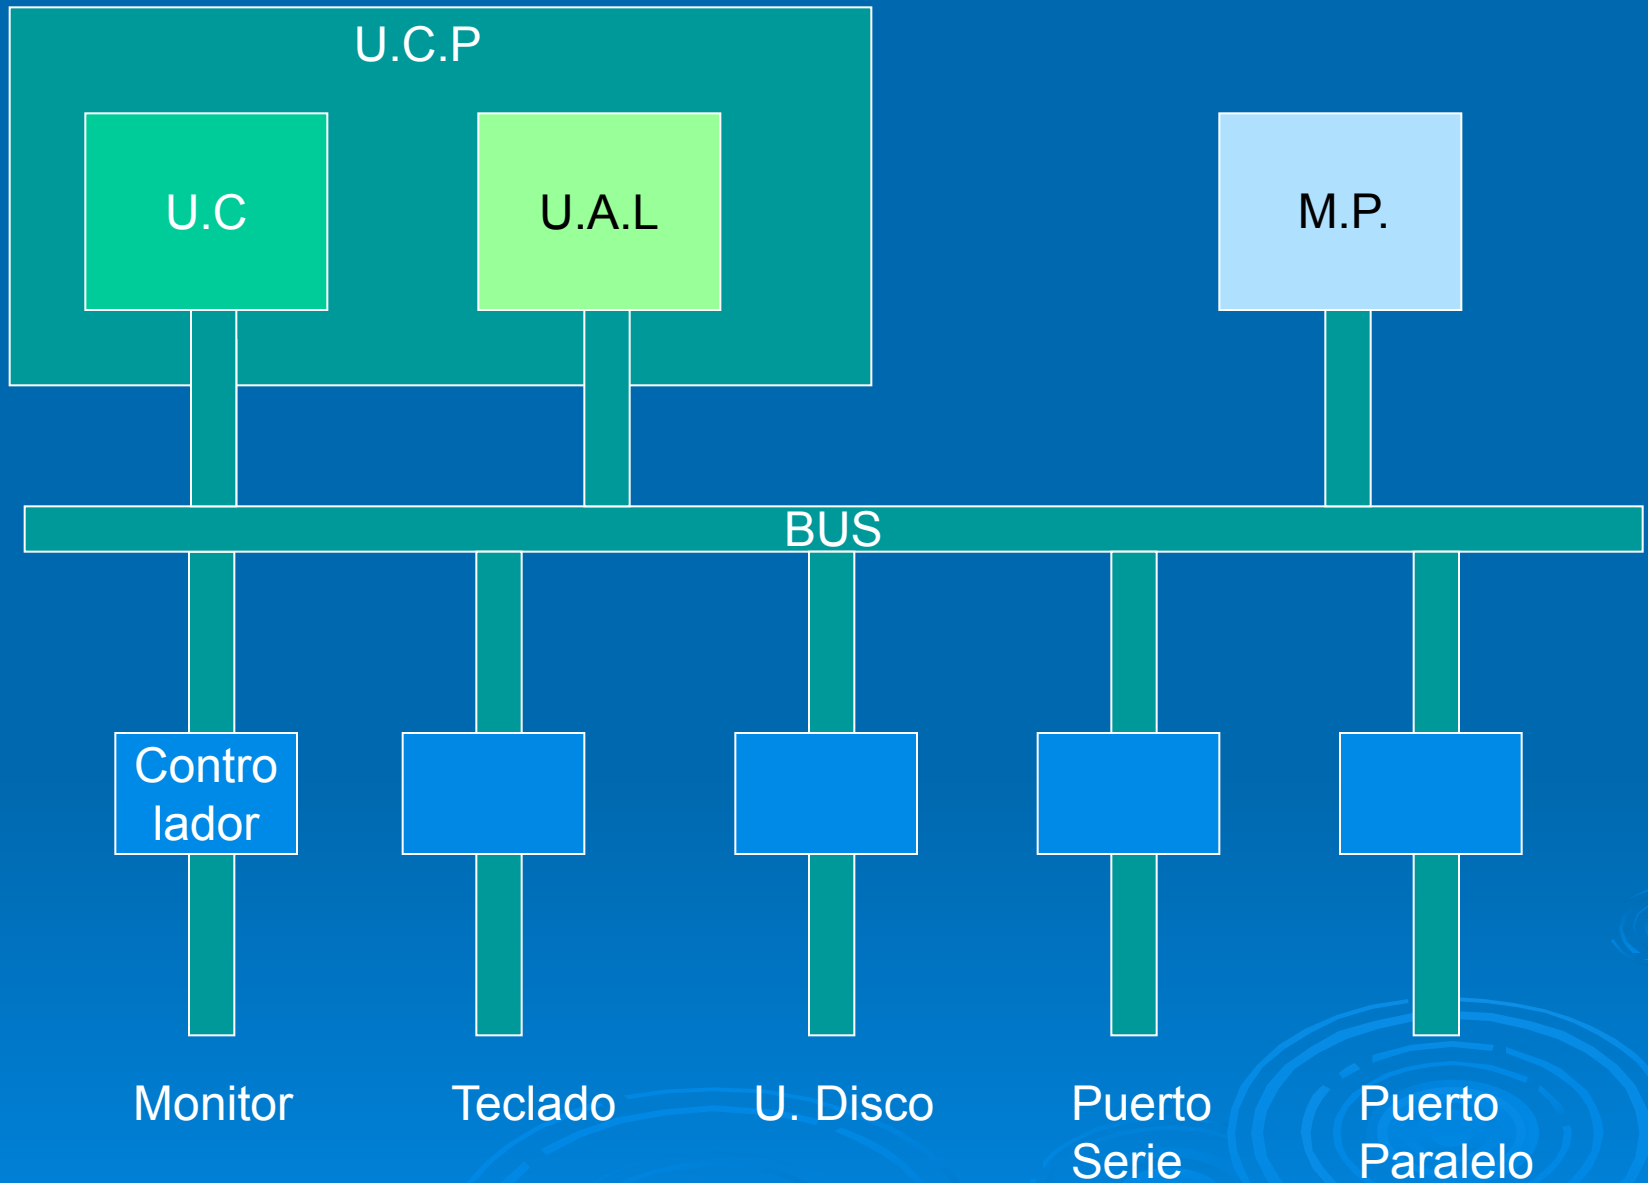 U.C.P
U.C
U.A.L
M.P.
BUS
Contro
lador
Monitor
Teclado
U. Disco
Puerto
Serie
Puerto
Paralelo